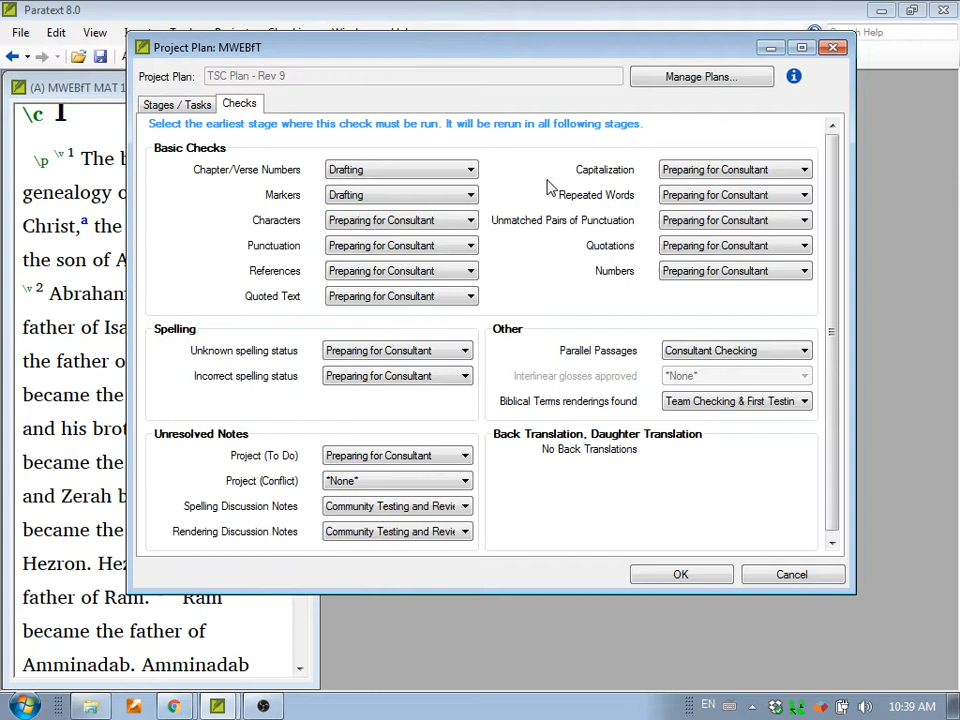 Paratext 8.0
File Edit View
Help
Project Plan: MWEBfT
Project Plan: TSC Plan - Rev 9 Manage Plans...
Stages / Tasks Checks
Select the earliest stage where this check must be run. It will be rerun in all following stages.
Basic Checks
Chapter/Verse Numbers Drafting Capitalization Preparing for Consultant
Markers Drafting Repeated Words Preparing for Consultant
Characters Preparing for Consultant Unmatched Pairs of Punctuation Preparing for Consultant
Punctuation Preparing for Consultant Quotations Preparing for Consultant
References Preparing for Consultant Numbers Preparing for Consultant
Quoted Text Preparing for Consultant
Spelling
Unknown spelling status Preparing for Consultant
Incorrect spelling status Preparing for Consultant
Other
Parallel Passages Consultant Checking
Interlinear glosses approved *None*
Biblical Terms renderings found Team Checking & First Testin
Unresolved Notes
Project (To Do) Preparing for Consultant
Project (Conflict) *None*
Spelling Discussion Notes Community Testing and Revie
Rendering Discussion Notes Community Testing and Revie
Back Translation, Daughter Translation
No Back Translations
OK Cancel
(A) MWEBfT MAT 1
\c 1
\p \v 1 The b
genealogy o
Christ,a the
the son of A
\v 2 Abraham
father of Isa
the father o
became the
and his brot
became the
and Zerah b
became the
Hezron. Hez
father of Ram. Ram
became the father of
Amminadab. Amminadab
EN 10:39 AM